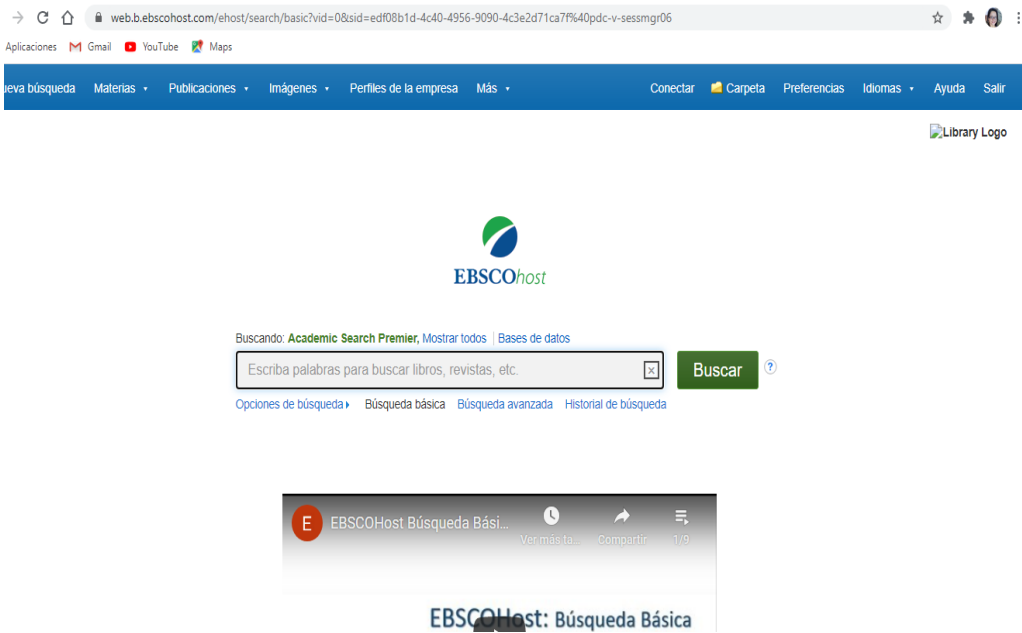 web.b.ebscohost.com/ehost/search/basic?vid=0&sid=edf08b1d-4c40-4956-9090-4c3e2d71ca7f%40pdc-v-sessmgr06
Aplicaciones Gmail YouTube Maps
ueva búsqueda Materias Publicaciones Imágenes Perfiles de la empresa Más Conectar Carpeta Preferencias Idiomas Ayuda Salir
Library Logo
EBSCOhost
Buscando: Academic Search Premier, Mostrar todos | Bases de datos
Escriba palabras para buscar libros, revistas, etc. x Buscar ?
Opciones de búsqueda Búsqueda básica Búsqueda avanzada Historial de búsqueda
E EBSCOHost Búsqueda Bási...
Ver más ta... Compartir 1/9
EBSCOHost: Búsqueda Básica